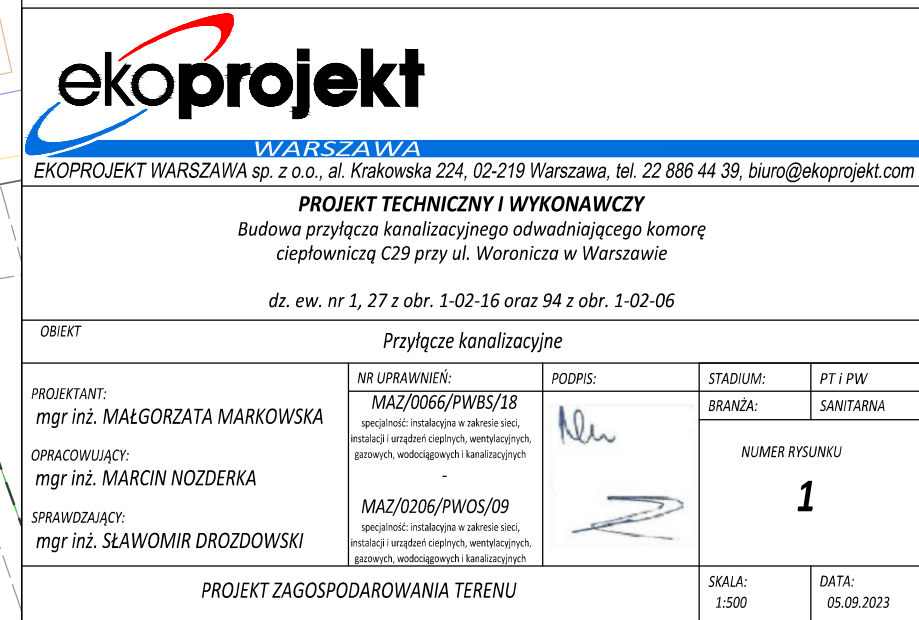 ekoprojekt
WARSZAWA
EKOPROJEKT WARSZAWA sp. z o.o., al. Krakowska 224, 02-219 Warszawa, tel. 22 886 44 39, biuro@ekoprojekt.com
PROJEKT TECHNICZNY I WYKONAWCZY
Budowa przyłącza kanalizacyjnego odwadniającego komorę
ciepłowniczą C29 przy ul. Woronicza w Warszawie
dz. ew. nr 1, 27 z obr. 1-02-16 oraz 94 z obr. 1-02-06
OBIEKT
Przyłącze kanalizacyjne
PROJEKTANT:
mgr inż. MAŁGORZATA MARKOWSKA
OPRACOWUJĄCY:
mgr inż. MARCIN NOZDERKA
SPRAWDZAJĄCY:
mgr inż. SŁAWOMIR DROZDOWSKI
NR UPRAWNIEŃ:
MAZ/0066/PWBS/18
specjalność: instalacyjna w zakresie sieci,
instalacji i urządzeń cieplnych, wentylacyjnych,
gazowych, wodociągowych i kanalizacyjnych
-
MAZ/0206/PWOS/09
specjalność: instalacyjna w zakresie sieci,
instalacji i urządzeń cieplnych, wentylacyjnych,
gazowych, wodociągowych i kanalizacyjnych
PODPIS:
STADIUM:
PT i PW
BRANŻA:
SANITARNA
NUMER RYSUNKU
1
PROJEKT ZAGOSPODAROWANIA TERENU
SKALA:
1:500
DATA:
05.09.2023